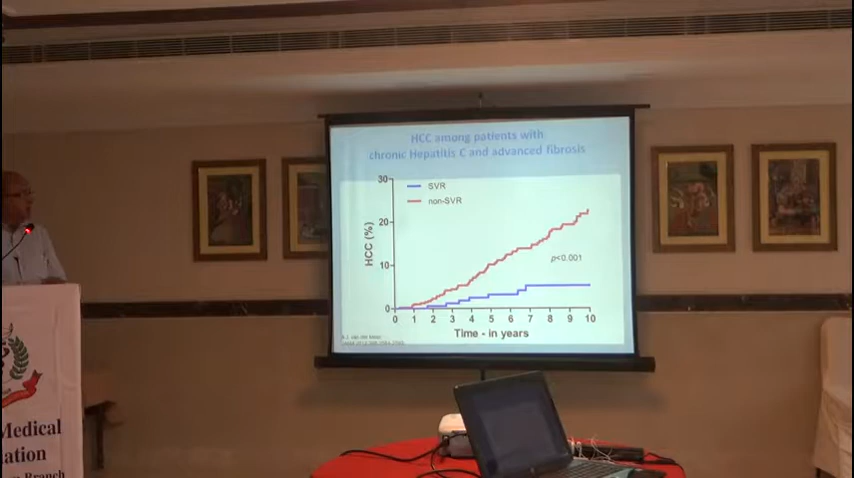 HCC among patients with
chronic Hepatitis C and advanced fibrosis
SVR
non-SVR
HCC (%)
30
20
10
0
p<0.001
0 1 2 3 4 5 6 7 8 9 10
Time - in years
Medical
ation
Branch